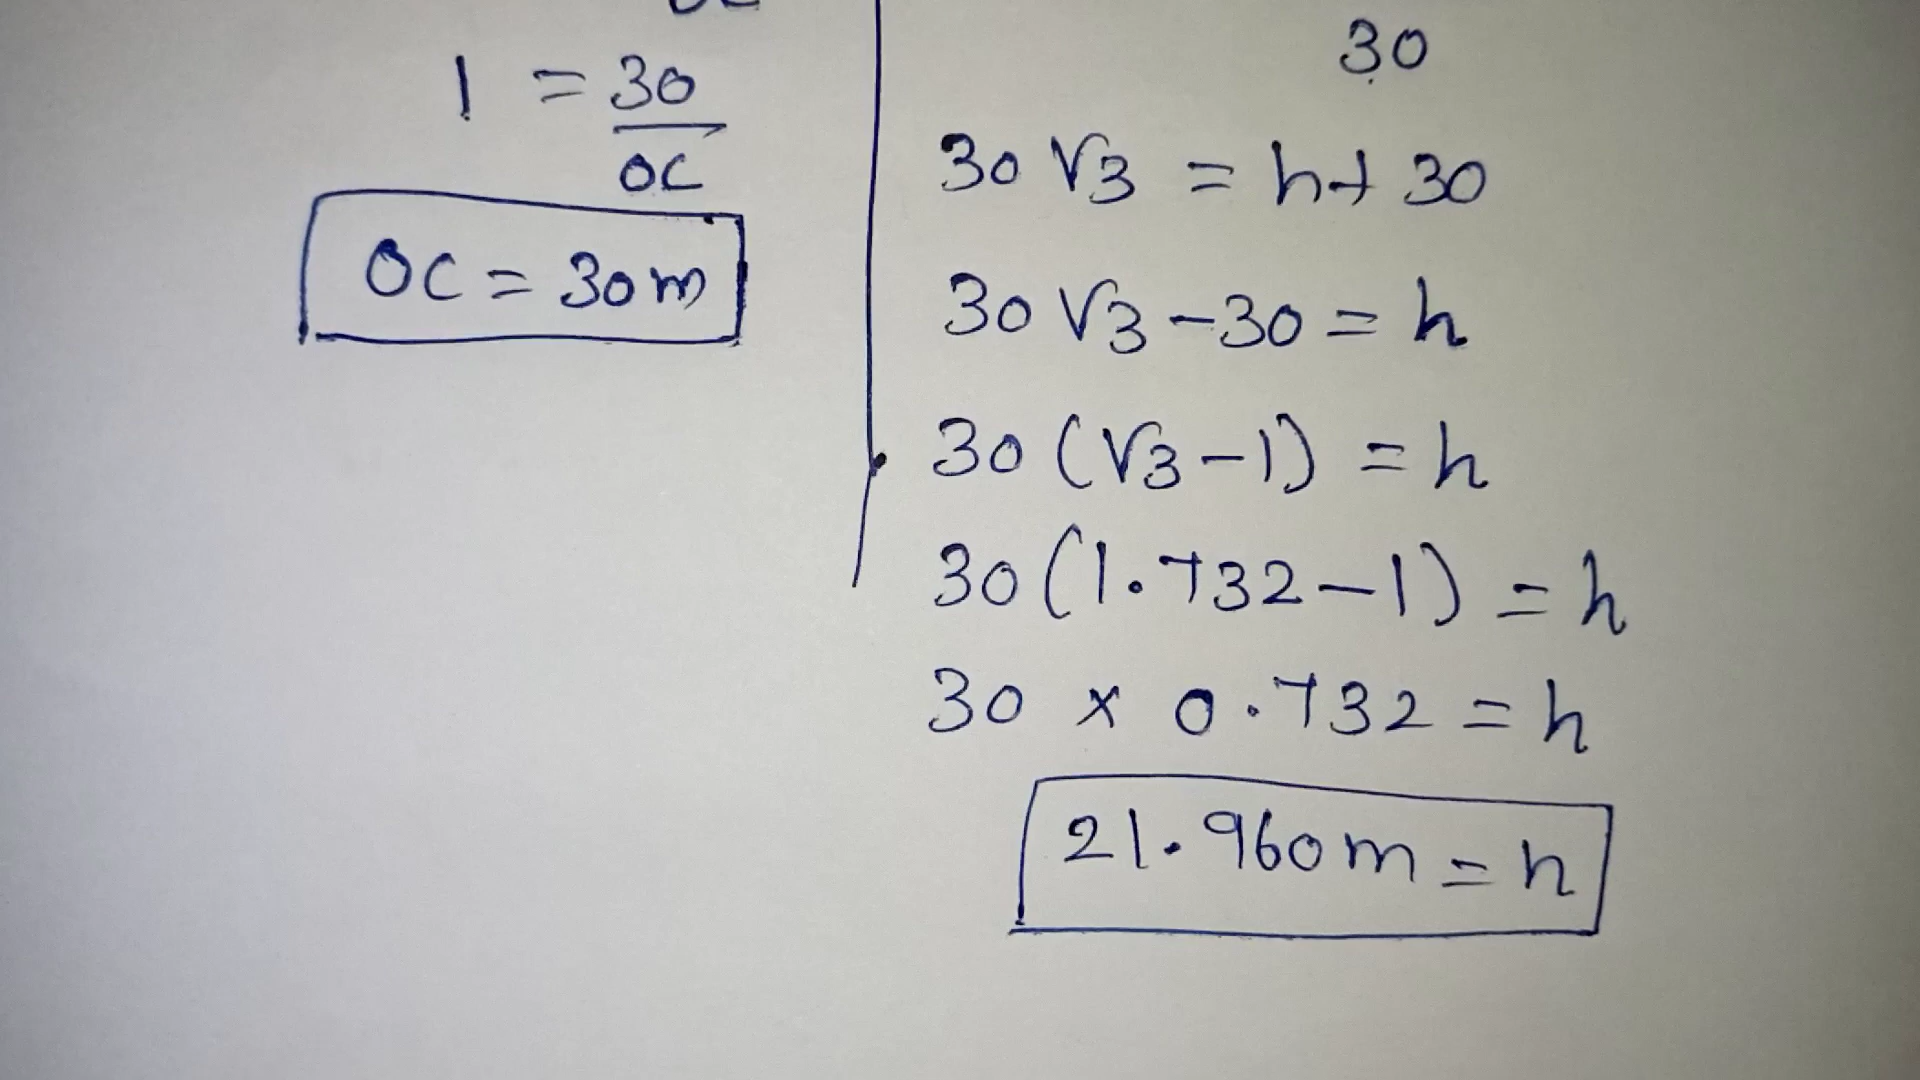 1 = 30
OC
OC = 30m
30
30 √3 = h + 30
30 √3 - 30 = h
30 (√3 - 1) = h
30 (1.732 - 1) = h
30 x 0.732 = h
21.960m = h